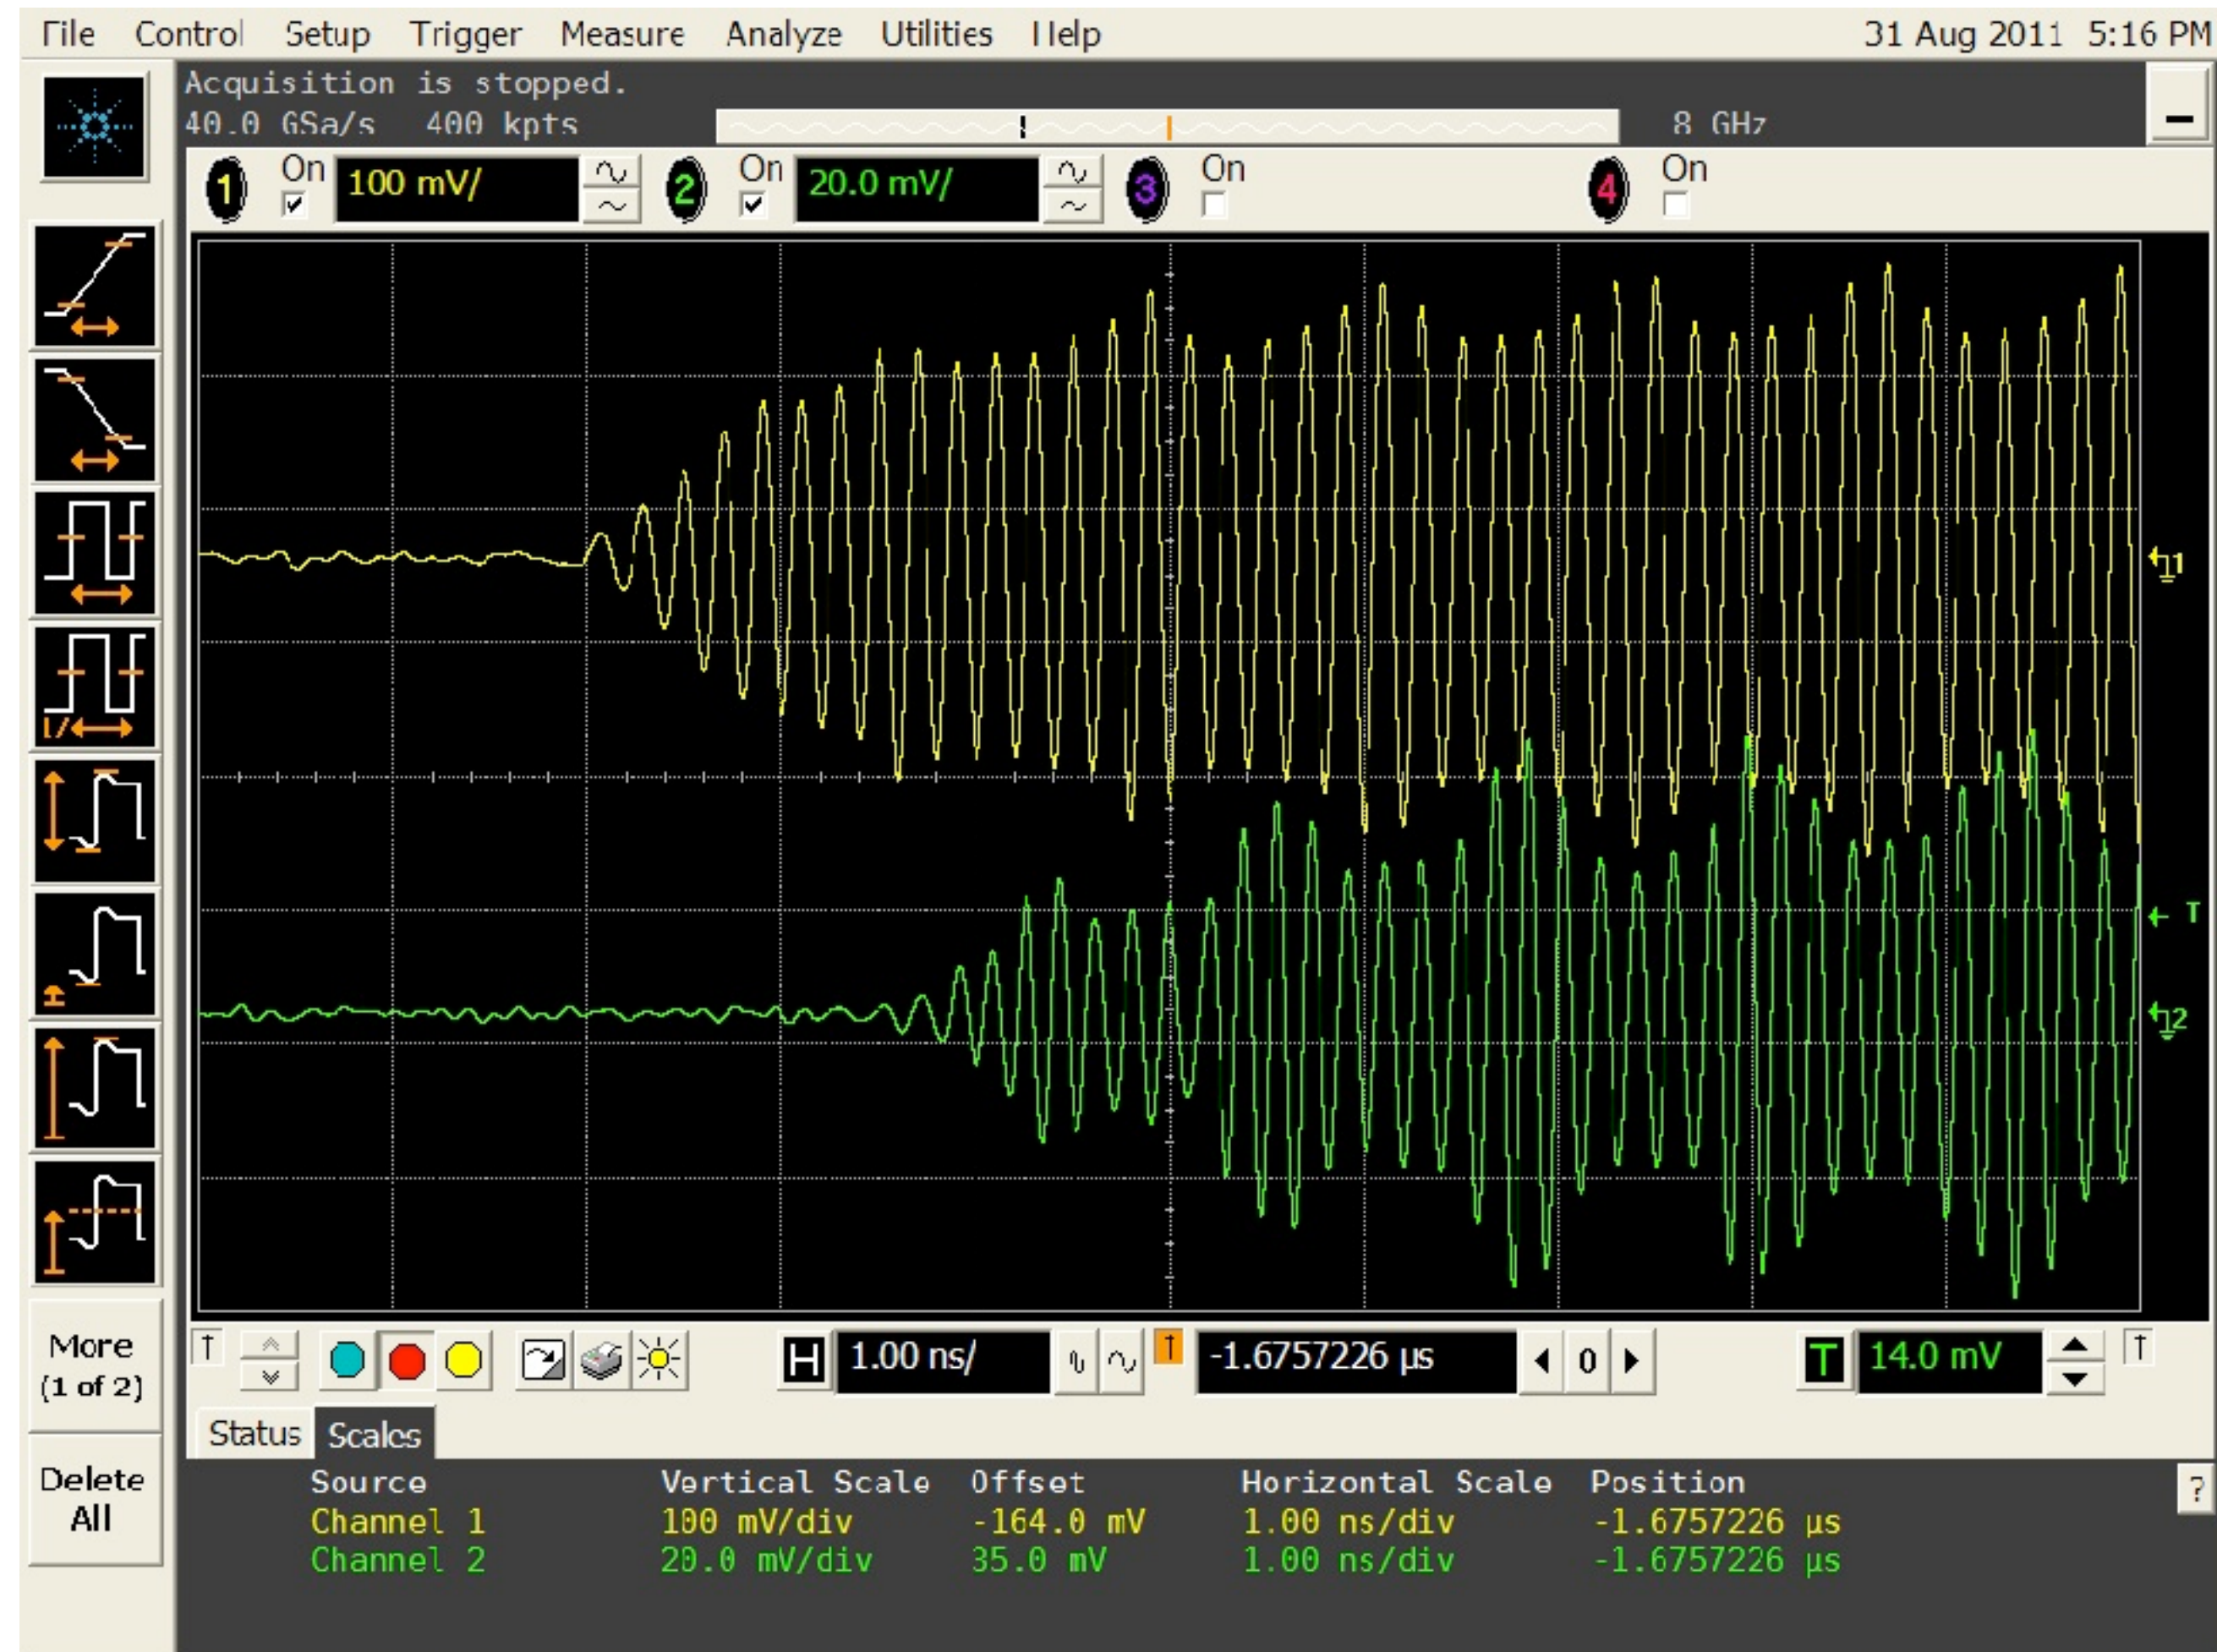 File Control Setup Trigger Measure Analyze Utilities Help 31 Aug 2011 5:16 PM
Acquisition is stopped.
40.0 GSa/s 400 kpts 8 GHz
1 On 100 mV/ 2 On 20.0 mV/ 3 On 4 On
1
T
2
More
(1 of 2)
H 1.00 ns/ -1.6757226 µs 0 T 14.0 mV
Status Scales
Delete
All
Source Vertical Scale Offset Horizontal Scale Position
Channel 1 100 mV/div -164.0 mV 1.00 ns/div -1.6757226 µs
Channel 2 20.0 mV/div 35.0 mV 1.00 ns/div -1.6757226 µs
?